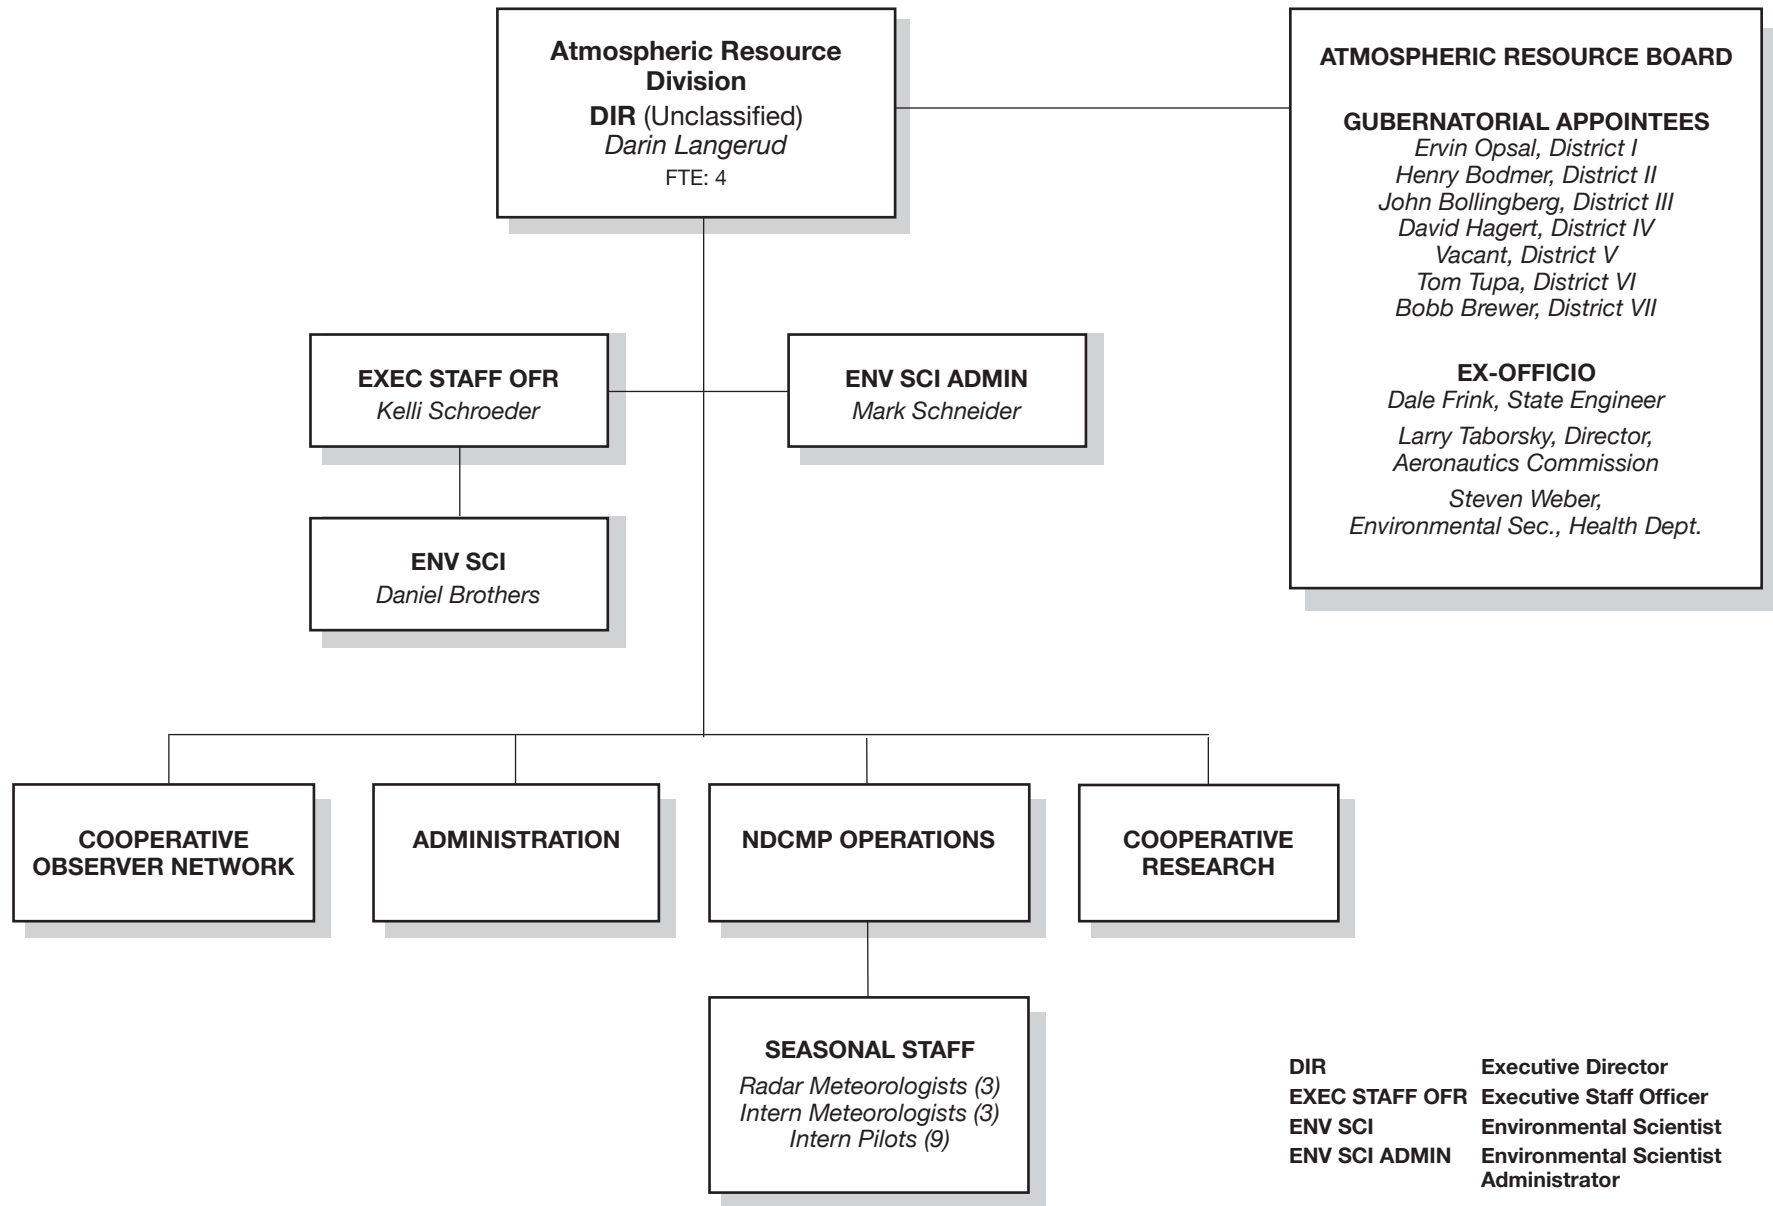 Atmospheric Resource
Division
DIR (Unclassified)
Darin Langerud
FTE: 4
ATMOSPHERIC RESOURCE BOARD
GUBERNATORIAL APPOINTEES
Ervin Opsal, District I
Henry Bodmer, District II
John Bollingberg, District III
David Hagert, District IV
Vacant, District V
Tom Tupa, District VI
Bobb Brewer, District VII
EX-OFFICIO
Dale Frink, State Engineer
Larry Taborsky, Director,
Aeronautics Commission
Steven Weber,
Environmental Sec., Health Dept.
EXEC STAFF OFR
Kelli Schroeder
ENV SCI ADMIN
Mark Schneider
ENV SCI
Daniel Brothers
COOPERATIVE
OBSERVER NETWORK
ADMINISTRATION
NDCMP OPERATIONS
COOPERATIVE
RESEARCH
SEASONAL STAFF
Radar Meteorologists (3)
Intern Meteorologists (3)
Intern Pilots (9)
DIR Executive Director
EXEC STAFF OFR Executive Staff Officer
ENV SCI Environmental Scientist
ENV SCI ADMIN Environmental Scientist
Administrator